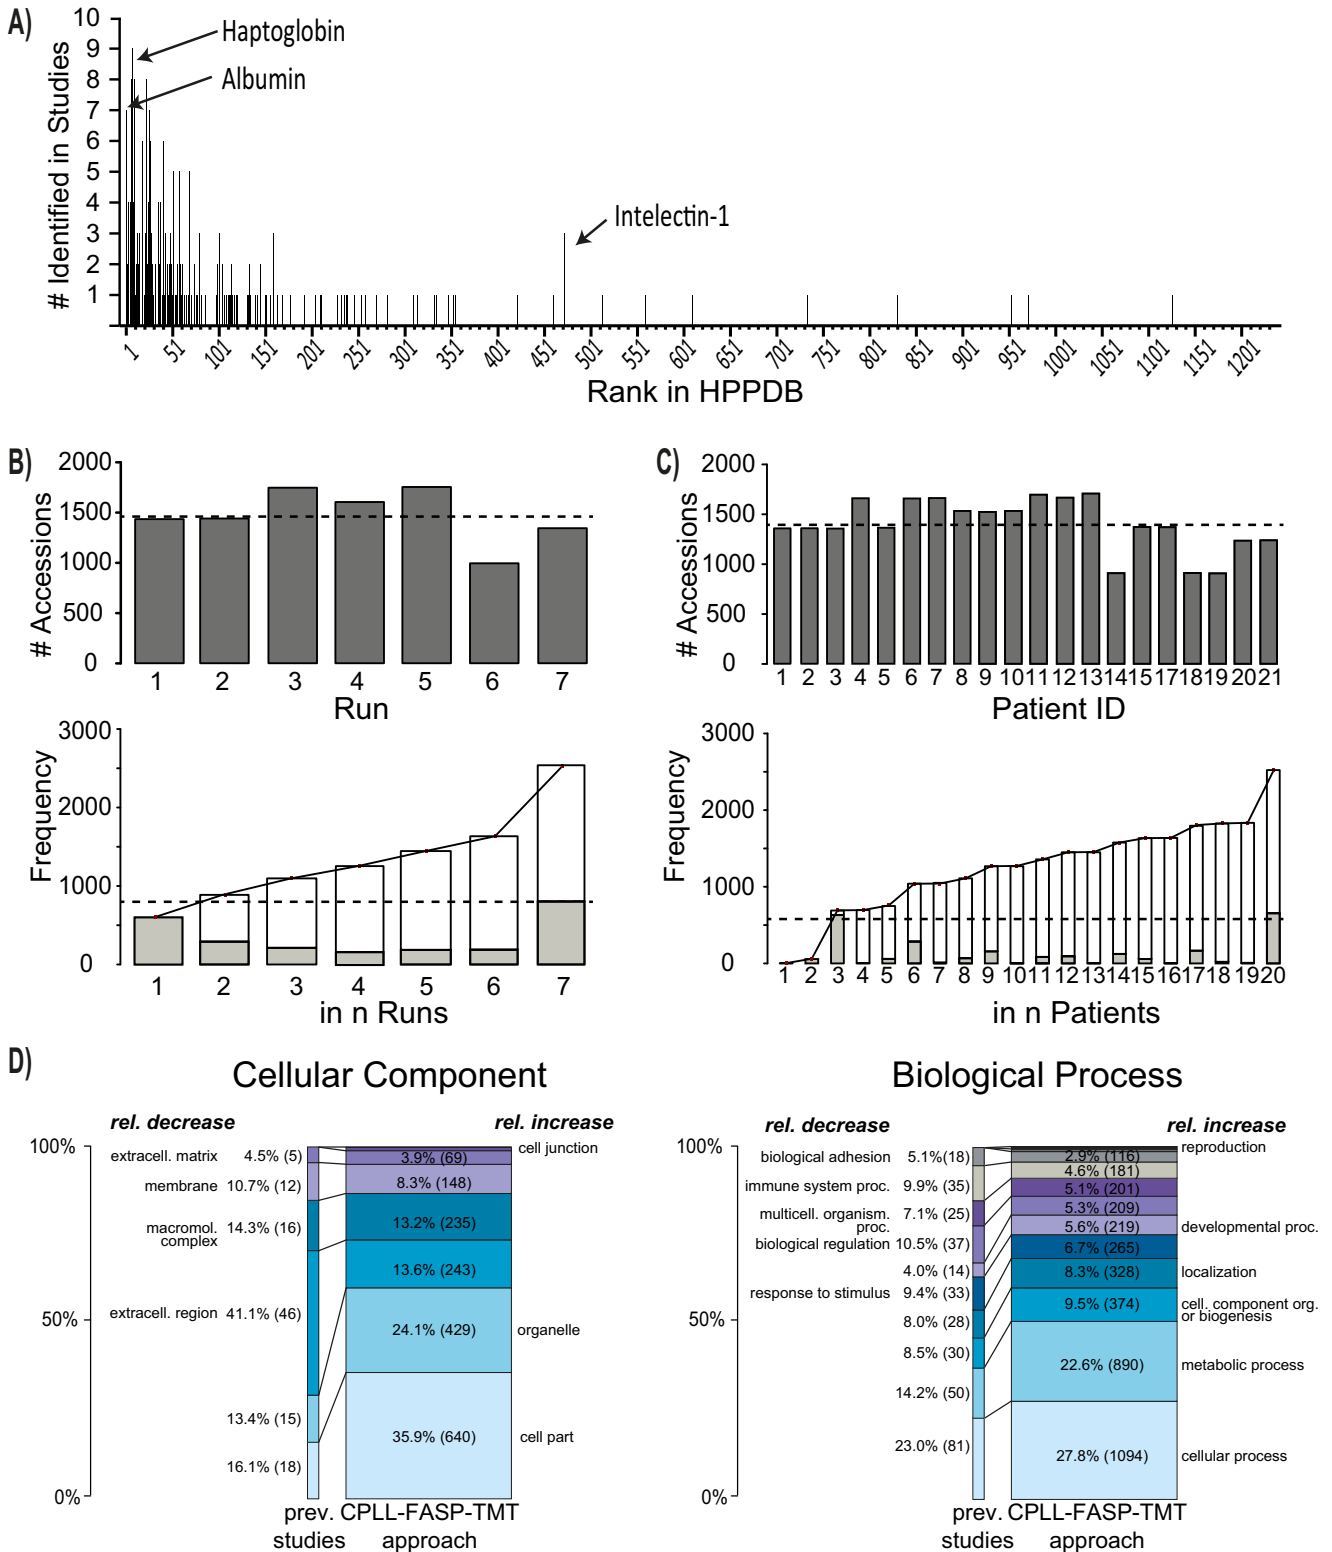 A)
# Identified in Studies
10
9
8
7
6
5
4
3
2
1
Haptoglobin
Albumin
Intelectin-1
1 51 101 151 201 251 301 351 401 451 501 551 601 651 701 751 801 851 901 951 1001 1051 1101 1201
Rank in HPPDB
B)
# Accessions
2000
1500
1000
500
0
1 2 3 4 5 6 7
Run
Frequency
3000
2000
1000
0
1 2 3 4 5 6 7
in n Runs
C)
# Accessions
2000
1500
1000
500
0
1 2 3 4 5 6 7 8 9 10 11 12 13 14 15 17 18 19 20 21
Patient ID
Frequency
3000
2000
1000
0
1 2 3 4 5 6 7 8 9 10 11 12 13 14 15 16 17 18 19 20
in n Patients
D)
Cellular Component
rel. decrease
rel. increase
100%
50%
0%
extracell. matrix 4.5% (5)
membrane 10.7% (12)
macromol. complex 14.3% (16)
extracell. region 41.1% (46)
13.4% (15)
16.1% (18)
3.9% (69)
8.3% (148)
13.2% (235)
13.6% (243)
24.1% (429)
35.9% (640)
cell junction
organelle
cell part
prev. studies
CPLL-FASP-TMT approach
Biological Process
rel. decrease
rel. increase
100%
50%
0%
biological adhesion 5.1%(18)
immune system proc. 9.9% (35)
multicell. organism. proc. 7.1% (25)
biological regulation 10.5% (37)
4.0% (14)
response to stimulus 9.4% (33)
8.0% (28)
8.5% (30)
14.2% (50)
23.0% (81)
2.9% (116)
4.6% (181)
5.1% (201)
5.3% (209)
5.6% (219)
6.7% (265)
8.3% (328)
9.5% (374)
22.6% (890)
27.8% (1094)
reproduction
developmental proc.
localization
cell. component org.
or biogenesis
metabolic process
cellular process
prev. studies
CPLL-FASP-TMT approach